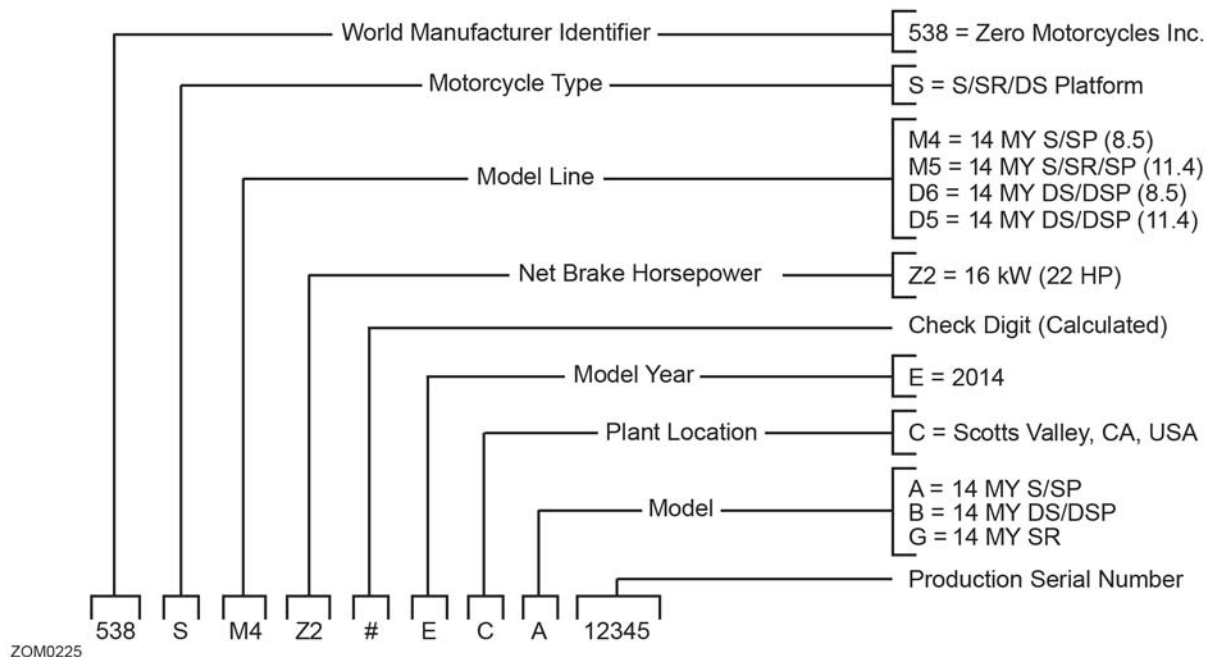 World Manufacturer Identifier
538 = Zero Motorcycles Inc.
Motorcycle Type
S = S/SR/DS Platform
Model Line
M4 = 14 MY S/SP (8.5)
M5 = 14 MY S/SR/SP (11.4)
D6 = 14 MY DS/DSP (8.5)
D5 = 14 MY DS/DSP (11.4)
Net Brake Horsepower
Z2 = 16 kW (22 HP)
Check Digit (Calculated)
Model Year
E = 2014
Plant Location
C = Scotts Valley, CA, USA
Model
A = 14 MY S/SP
B = 14 MY DS/DSP
G = 14 MY SR
Production Serial Number
538 S M4 Z2 # E C A 12345
ZOM0225